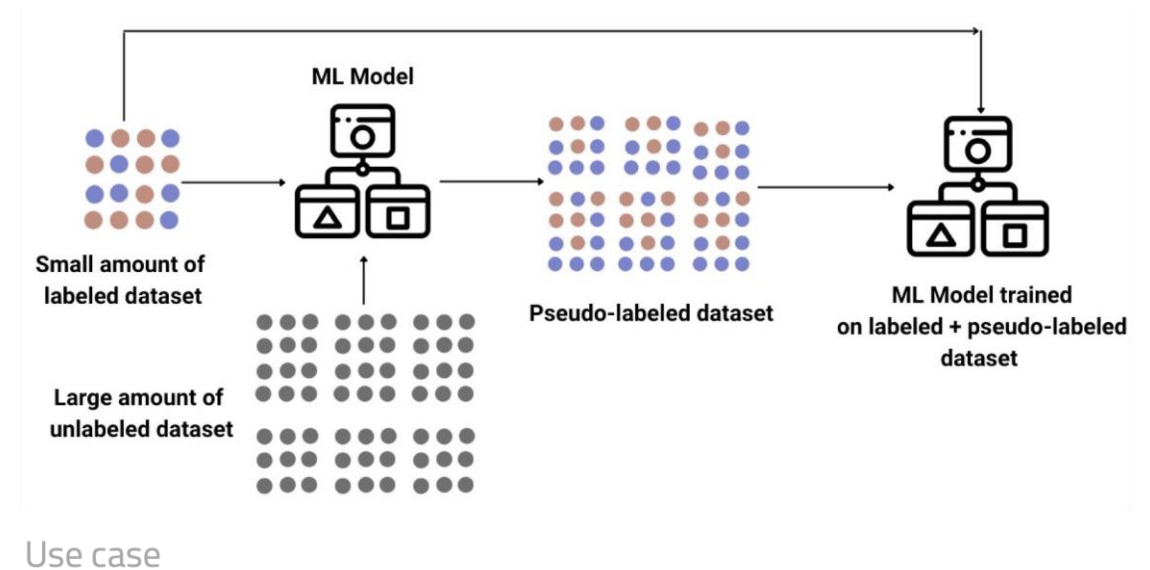 ML Model
Small amount of
labeled dataset
Pseudo-labeled dataset
ML Model trained
on labeled + pseudo-labeled
dataset
Large amount of
unlabeled dataset
Use case